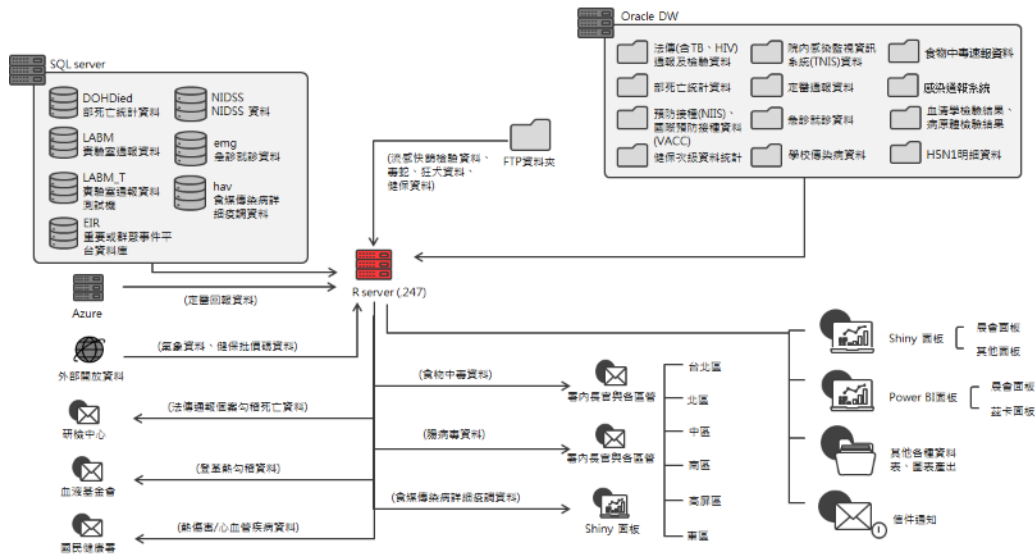 SQL server
DOHDied
部死亡統計資料
LABM
實驗室通報資料
LABM_T
實驗室通報資料
測試機
EIR
重要或群聚事件平
台資料庫
NIDSS
NIDSS 資料
emg
急診就診資料
hav
食媒傳染病詳
細疫調資料
Oracle DW
法傳(含TB、HIV)
通報及檢驗資料
部死亡統計資料
預防接種(NIIS)、
國際預防接種資料
(VACC)
健保次級資料統計
院內感染監視資訊
系統(TNIS)資料
定醫通報資料
急診就診資料
學校傳染病資料
食物中毒速報資料
感染通報系統
血清學檢驗結果、
病原體檢驗結果
H5N1明細資料
FTP資料夾
(流感快篩檢驗資料、
毒蛇、狂犬資料、
健保資料)
R server (.247)
Azure
(定醫回報資料)
外部開放資料
(氣象資料、健保批價碼資料)
研檢中心
(法傳通報個案勾稽死亡資料)
血液基金會
(登革熱勾稽資料)
國民健康署
(熱傷害/心血管疾病資料)
(食物中毒資料)
署內長官與各區管
(腸病毒資料)
署內長官與各區管
(食媒傳染病詳細疫調資料)
Shiny 面板
台北區
北區
中區
南區
高屏區
東區
Shiny 面板
晨會面板
其他面板
Power BI面板
晨會面板
茲卡面板
其他各種資料
表、圖表產出
信件通知